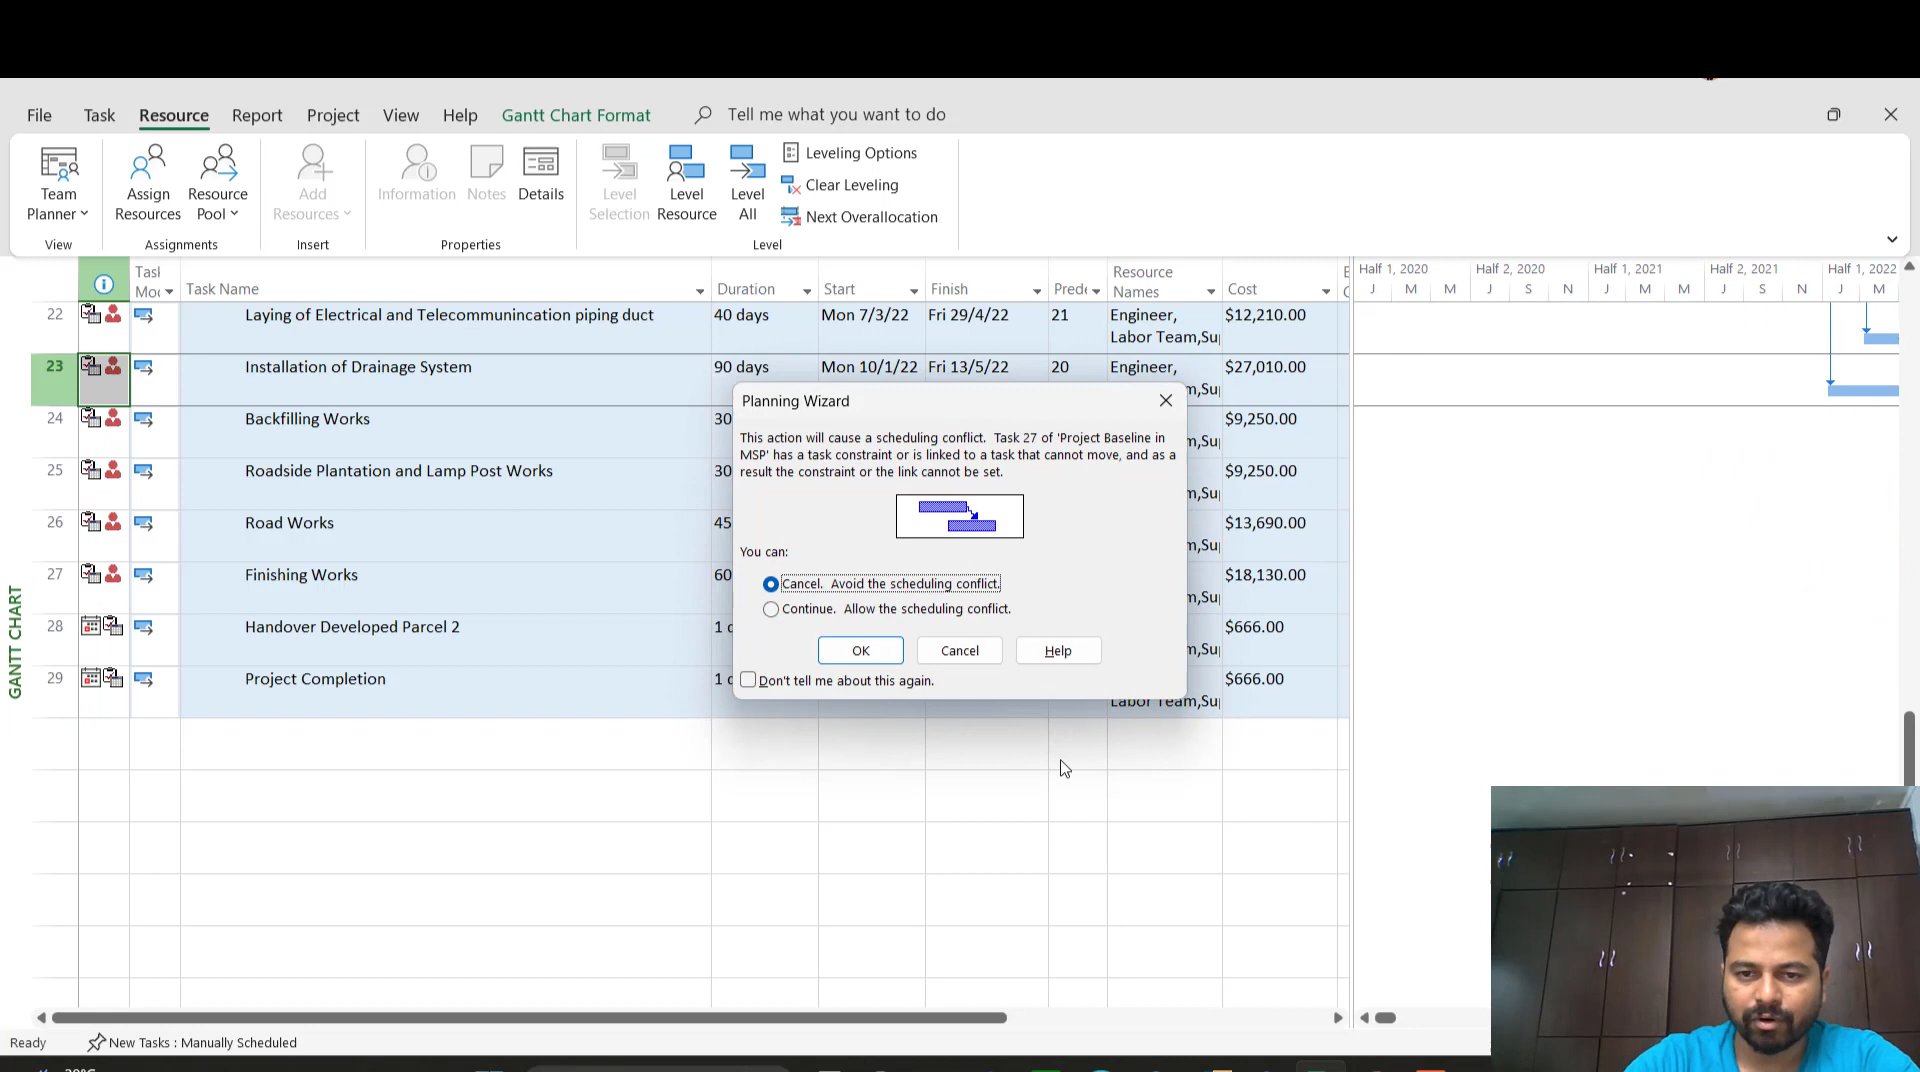 File Task Resource Report Project View Help Gantt Chart Format Tell me what you want to do
Team Planner
Assign Resources
Resource Pool
Add Resources
Information
Notes
Details
Level Selection
Level Resource
Level All
Leveling Options
Clear Leveling
Next Overallocation
View
Assignments
Insert
Properties
Level
Task Name
Duration
Start
Finish
Resource Names
Cost
Half 1, 2020 Half 2, 2020 Half 1, 2021 Half 2, 2021 Half 1, 2022
J M M J S N J M M J S N J M
22 Laying of Electrical and Telecommunincation piping duct 40 days Mon 7/3/22 Fri 29/4/22 21 Engineer, $12,210.00
Labor Team,Su
23 Installation of Drainage System 90 days Mon 10/1/22 Fri 13/5/22 20 Engineer, $27,010.00
24 Backfilling Works 30 $9,250.00
25 Roadside Plantation and Lamp Post Works 30 $9,250.00
26 Road Works 45 $13,690.00
27 Finishing Works 60 $18,130.00
28 Handover Developed Parcel 2 1 $666.00
29 Project Completion 1 $666.00
Labor Team,Su
Planning Wizard
This action will cause a scheduling conflict. Task 27 of 'Project Baseline in
MSP' has a task constraint or is linked to a task that cannot move, and as a
result the constraint or the link cannot be set.
You can:
Cancel. Avoid the scheduling conflict.
Continue. Allow the scheduling conflict.
OK Cancel Help
Don't tell me about this again.
GANTT CHART
Ready New Tasks : Manually Scheduled